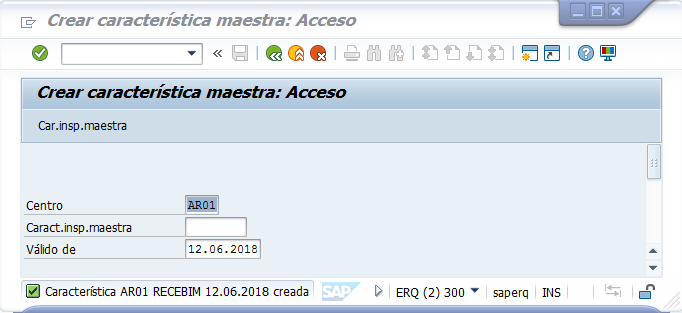 Crear característica maestra: Acceso
Crear característica maestra: Acceso
Car.insp.maestra
Centro AR01
Caract.insp.maestra
Válido de 12.06.2018
Característica AR01 RECEBIM 12.06.2018 creada SAP ERQ (2) 300 saperq INS